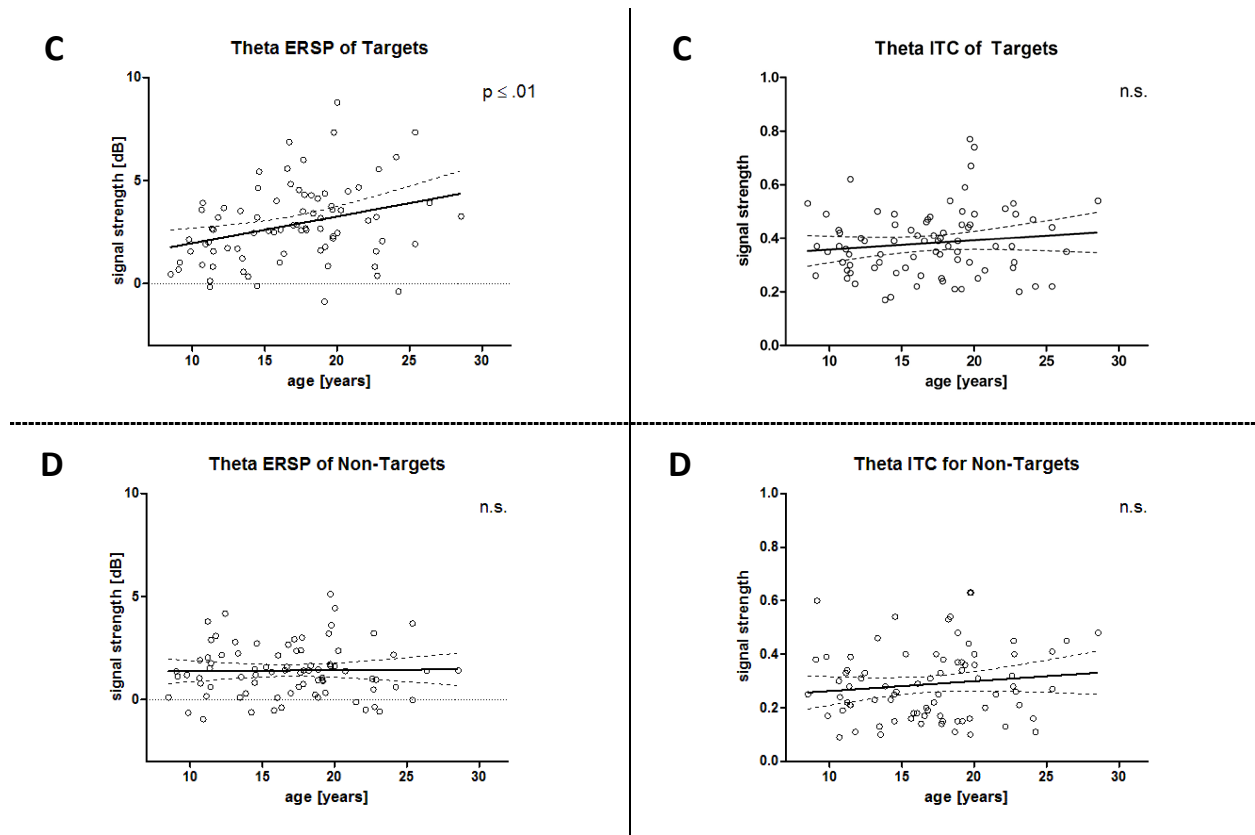 C
Theta ERSP of Targets
p ≤ .01
signal strength [dB]
10
5
0
10 15 20 25 30
age [years]
C
Theta ITC of Targets
n.s.
signal strength
1.0
0.8
0.6
0.4
0.2
0.0
10 15 20 25 30
age [years]
D
Theta ERSP of Non-Targets
n.s.
signal strength [dB]
10
5
0
10 15 20 25 30
age [years]
D
Theta ITC for Non-Targets
n.s.
signal strength
1.0
0.8
0.6
0.4
0.2
0.0
10 15 20 25 30
age [years]